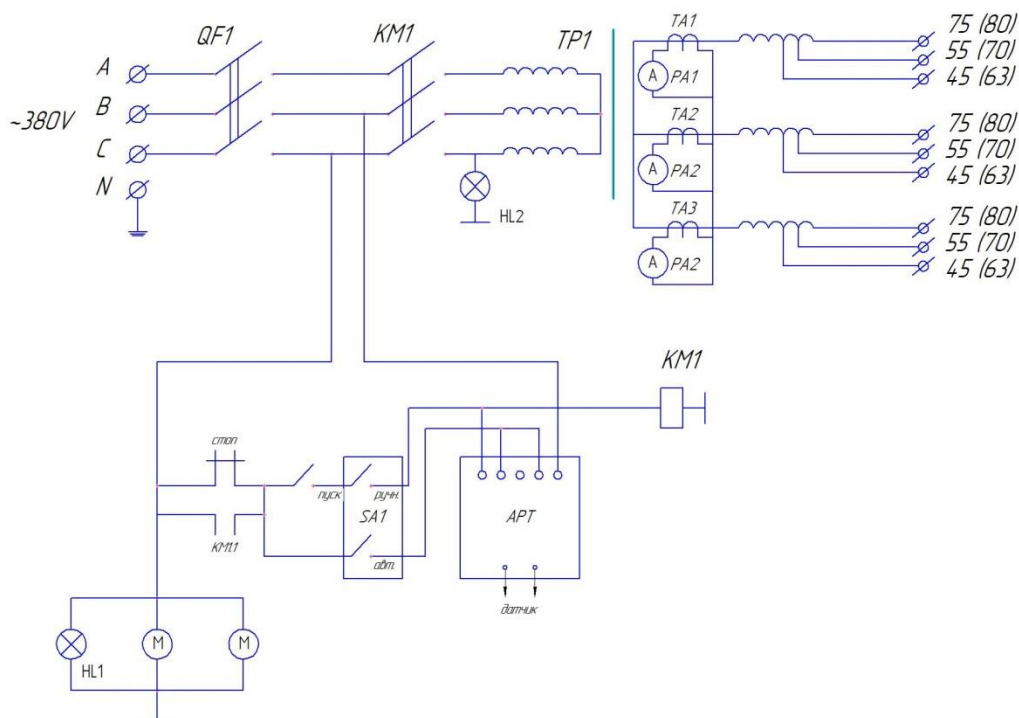 QF1 KM1 TP1
TA1
75 (80)
A
55 (70)
A PA1
45 (63)
B
~380V
TA2
75 (80)
C
55 (70)
A PA2
45 (63)
N
HL2
TA3
75 (80)
55 (70)
A PA2
45 (63)
KM1
стоп
пуск
ручн.
SA1
APT
KM1.1
авт.
датчик
M
M
HL1